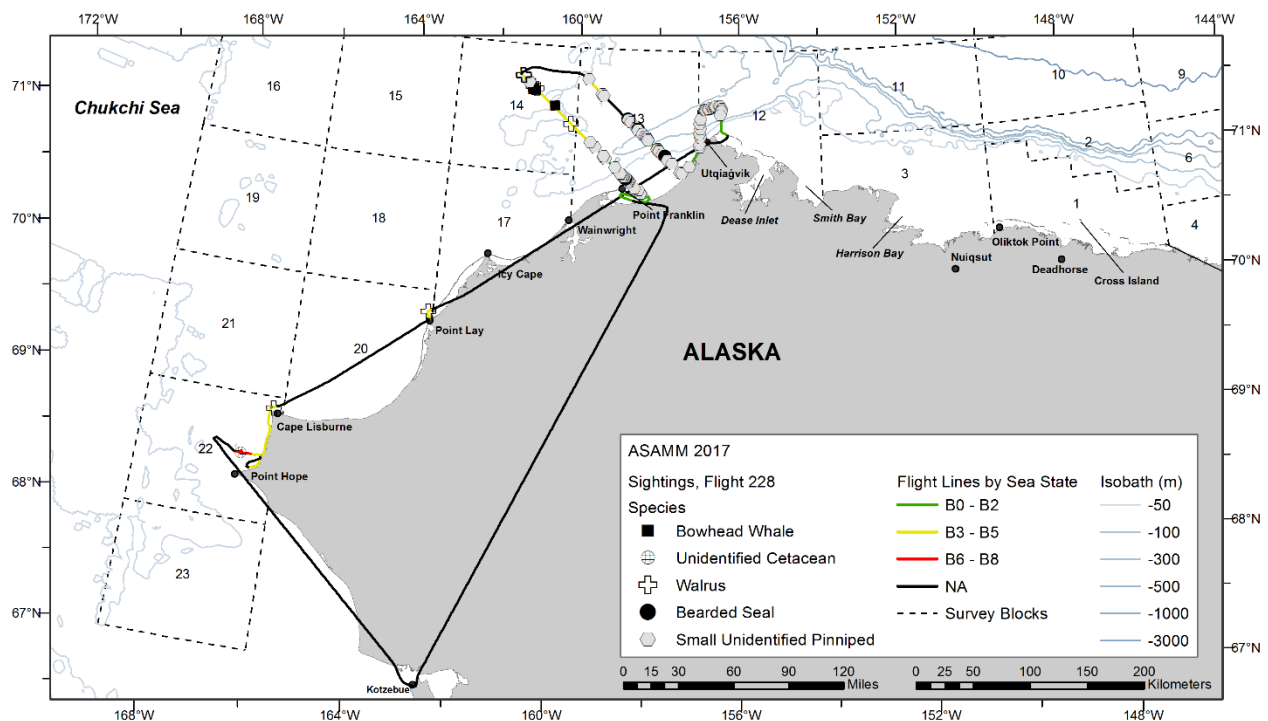 172°W
168°W
164°W
160°W
156°W
152°W
148°W
144°W
71°N
70°N
69°N
68°N
67°N
71°N
70°N
69°N
68°N
67°N
168°W
164°W
160°W
156°W
152°W
148°W
Chukchi Sea
16
15
14
13
12
11
10
9
2
6
3
1
4
19
18
17
21
20
22
23
Utqiaġvik
Point Franklin
Dease Inlet
Smith Bay
Harrison Bay
Oliktok Point
Nuiqsut
Deadhorse
Cross Island
Wainwright
Icy Cape
Point Lay
ALASKA
Cape Lisburne
Point Hope
Kotzebue
ASAMM 2017
Sightings, Flight 228
Species
Bowhead Whale
Unidentified Cetacean
Walrus
Bearded Seal
Small Unidentified Pinniped
Flight Lines by Sea State
B0 - B2
B3 - B5
B6 - B8
NA
Survey Blocks
Isobath (m)
-50
-100
-300
-500
-1000
-3000
0 15 30 60 90 120
Miles
0 25 50 100 150 200
Kilometers